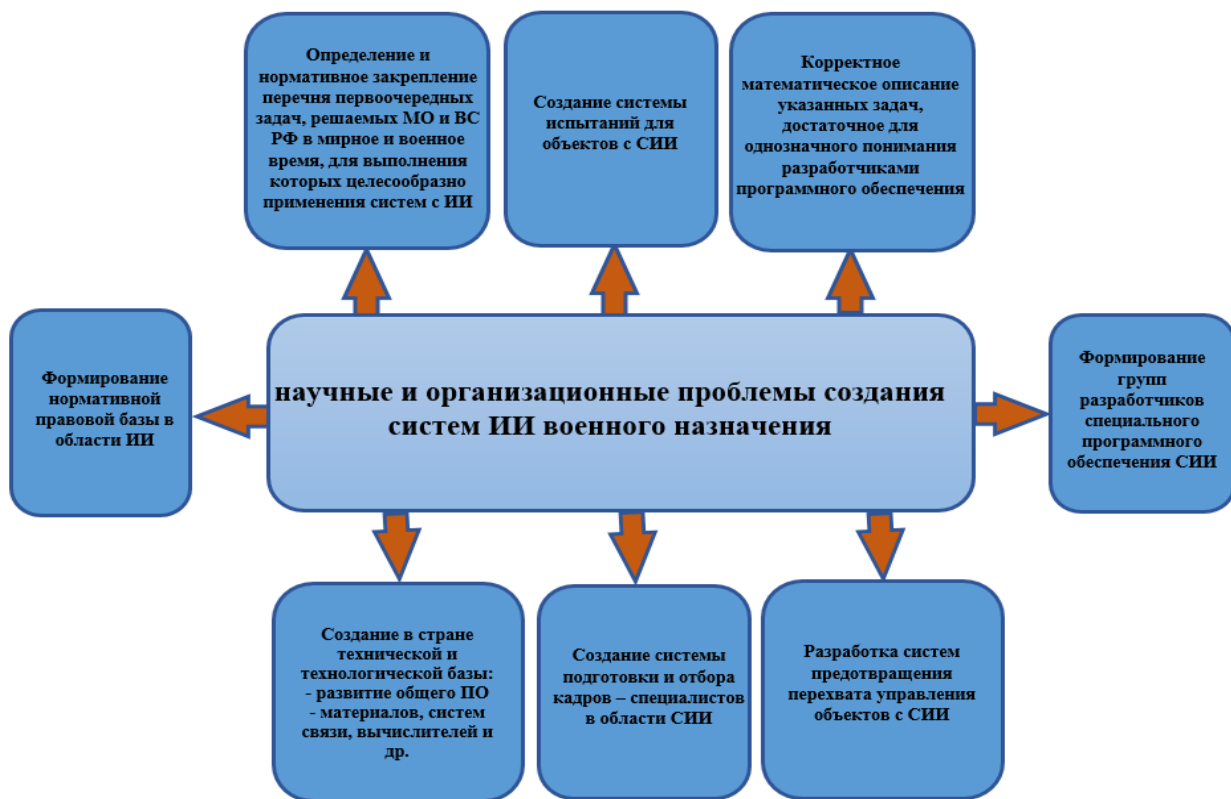 Определение и
нормативное закрепление
перечня первоочередных
задач, решаемых МО и ВС
РФ в мирное и военное
время, для выполнения
которых целесообразно
применения систем с ИИ
Создание системы
испытаний для
объектов с СИИ
Корректное
математическое описание
указанных задач,
достаточное для
однозначного понимания
разработчиками
программного обеспечения
Формирование
нормативной
правовой базы в
области ИИ
научные и организационные проблемы создания
систем ИИ военного назначения
Формирование
групп
разработчиков
специального
программного
обеспечения СИИ
Создание в стране
технической и
технологической базы:
- развитие общего ПО
- материалов, систем
связи, вычислителей и
др.
Создание системы
подготовки и отбора
кадров – специалистов
в области СИИ
Разработка систем
предотвращения
перехвата управления
объектов с СИИ